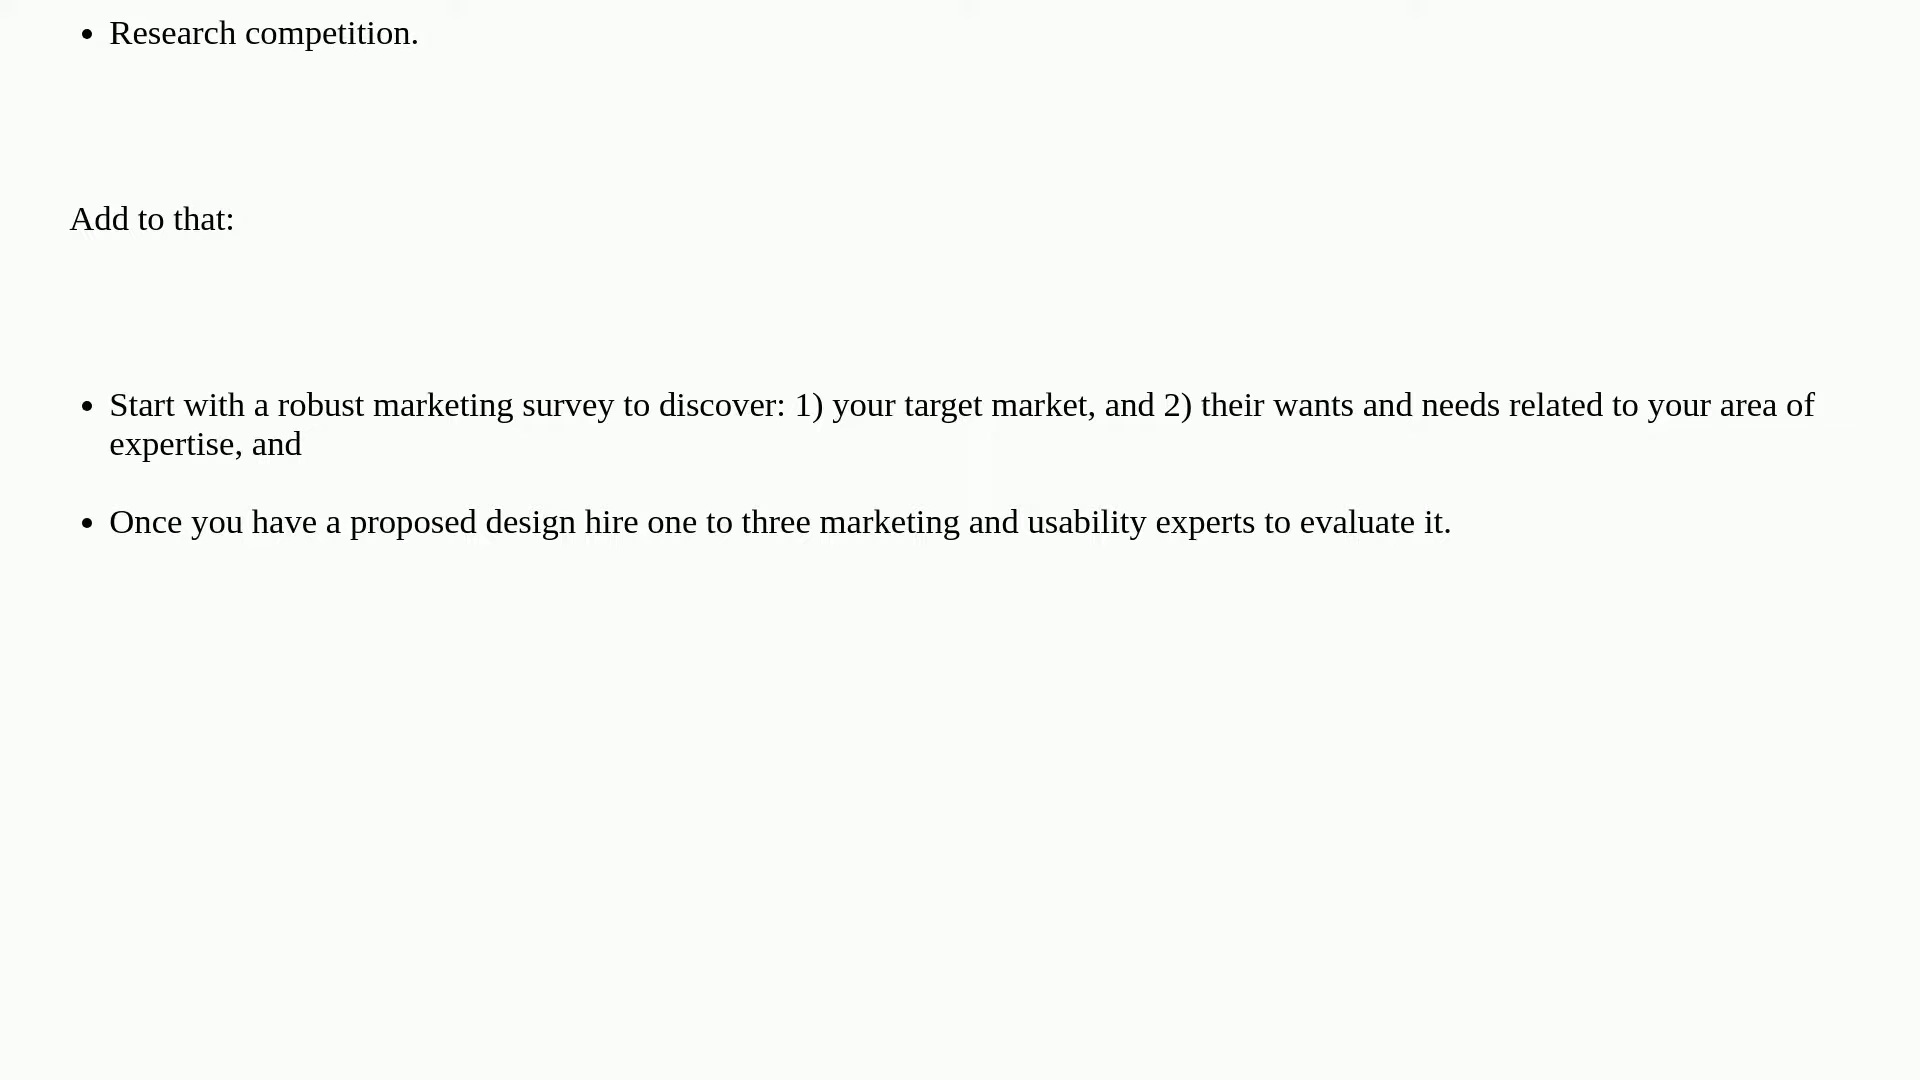 • Research competition.
Add to that:
• Start with a robust marketing survey to discover: 1) your target market, and 2) their wants and needs related to your area of
expertise, and
• Once you have a proposed design hire one to three marketing and usability experts to evaluate it.